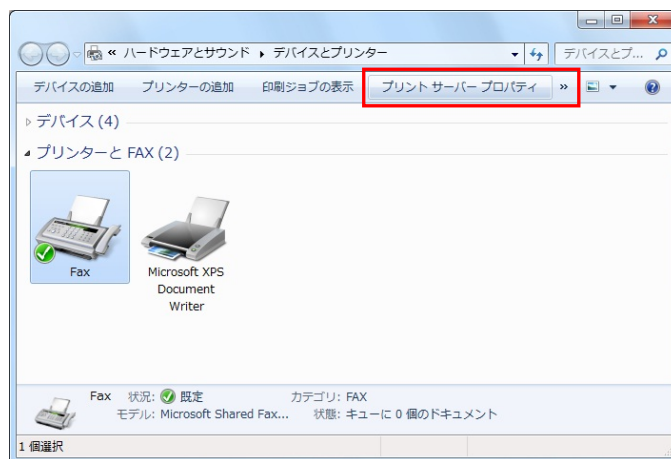 « ハードウェアとサウンド ▸ デバイスとプリンター
デバイスとプ...
デバイスの追加 プリンターの追加 印刷ジョブの表示 プリント サーバー プロパティ »
デバイス (4)
プリンターと FAX (2)
Fax
Microsoft XPS
Document
Writer
Fax 状況: 既定 カテゴリ: FAX
モデル: Microsoft Shared Fax... 状態: キューに 0 個のドキュメント
1 個選択